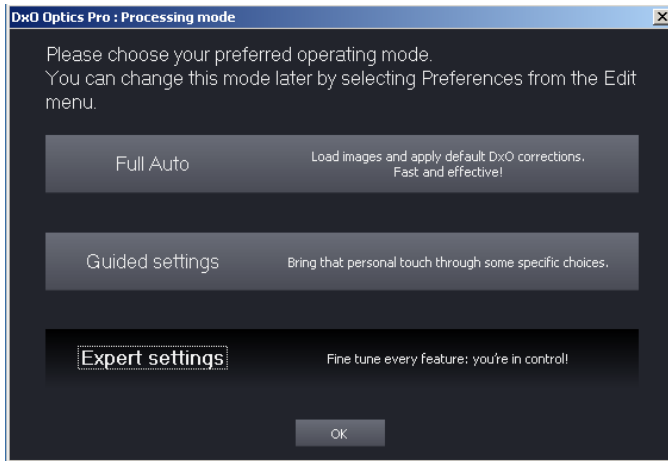 DxO Optics Pro : Processing mode
Please choose your preferred operating mode.
You can change this mode later by selecting Preferences from the Edit
menu.
Full Auto
Load images and apply default DxO corrections.
Fast and effective!
Guided settings
Bring that personal touch through some specific choices.
Expert settings
Fine tune every feature: you're in control!
OK